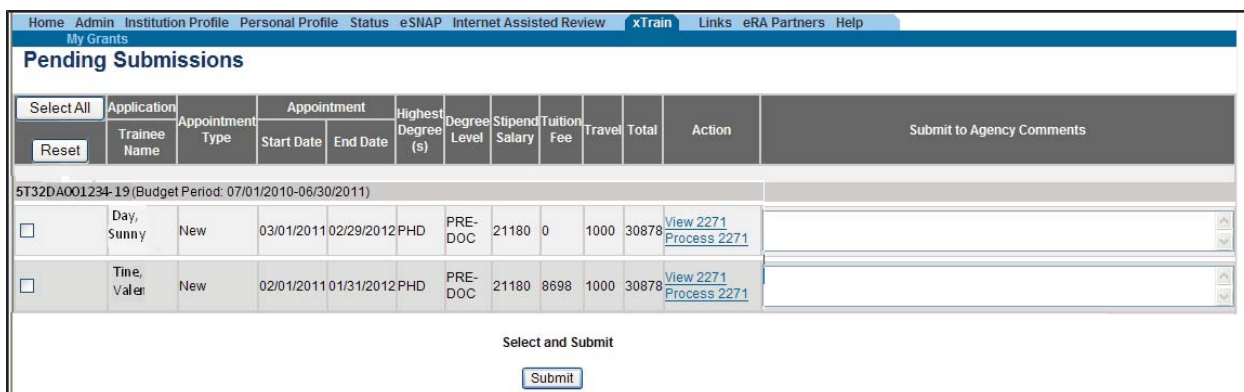 Home Admin Institution Profile Personal Profile Status eSNAP Internet Assisted Review xTrain Links eRA Partners Help
My Grants
Pending Submissions
Select All
Reset
Application
Trainee Name
Appointment Type
Appointment
Start Date End Date
Highest Degree (s)
Degree Level
Stipend Salary
Tuition Fee
Travel
Total
Action
Submit to Agency Comments
5T32DA001234-19 (Budget Period: 07/01/2010-06/30/2011)
Day, Sunny New 03/01/2011 02/29/2012 PHD PRE-DOC 21180 0 1000 30878 View 2271
Process 2271
Tine, Valen New 02/01/2011 01/31/2012 PHD PRE-DOC 21180 8698 1000 30878 View 2271
Process 2271
Select and Submit
Submit